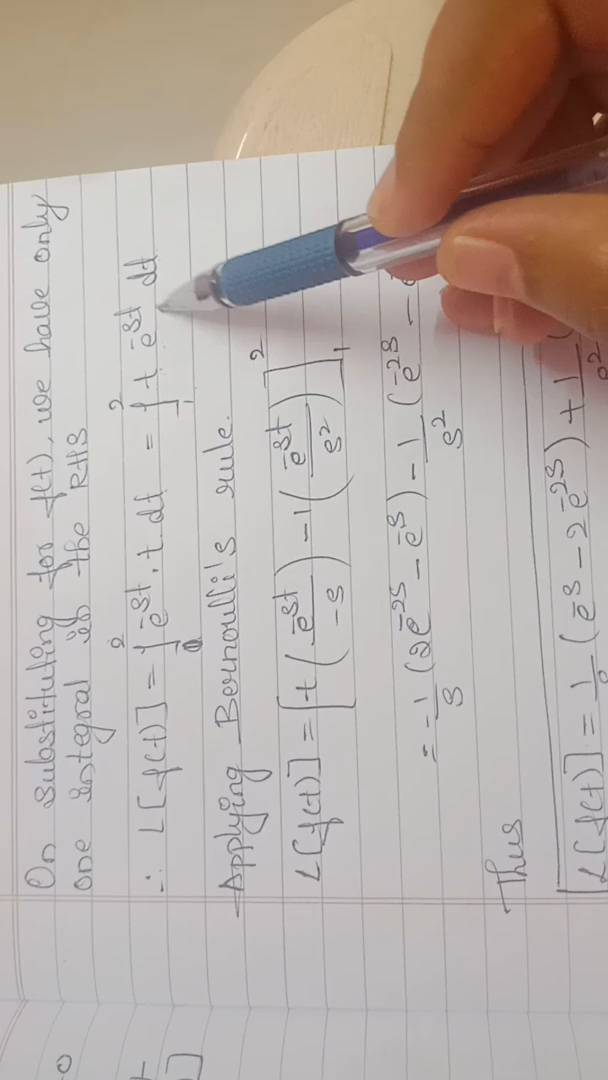 On substituting for f(t), we have only
one integral in the RHS
∴ L[f(t)] = ∫ e^-st . t. dt = ∫₁² t e^-st dt
Applying Bernoulli's rule.
L[f(t)] = [t (e^-st / -s) - 1 (e^-st / s²)]₁²
= -1/s (2e^-2s - e^-s) - 1/s² (e^-2s -
Thus
L[f(t)] = 1/s (e^-s - 2e^-2s) + 1/s² (